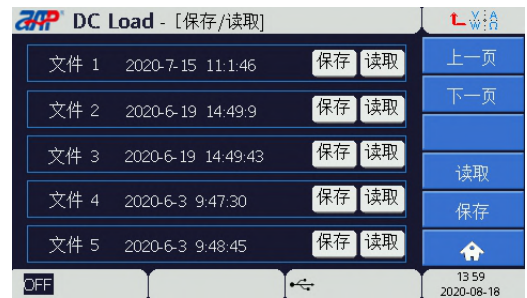 AAP DC Load - [保存/读取]
V A
W Ω
文件 1 2020-7-15 11:1:46 保存 读取
文件 2 2020-6-19 14:49:9 保存 读取
文件 3 2020-6-19 14:49:43 保存 读取
文件 4 2020-6-3 9:47:30 保存 读取
文件 5 2020-6-3 9:48:45 保存 读取
上一页
下一页
读取
保存
OFF
13 59
2020-08-18